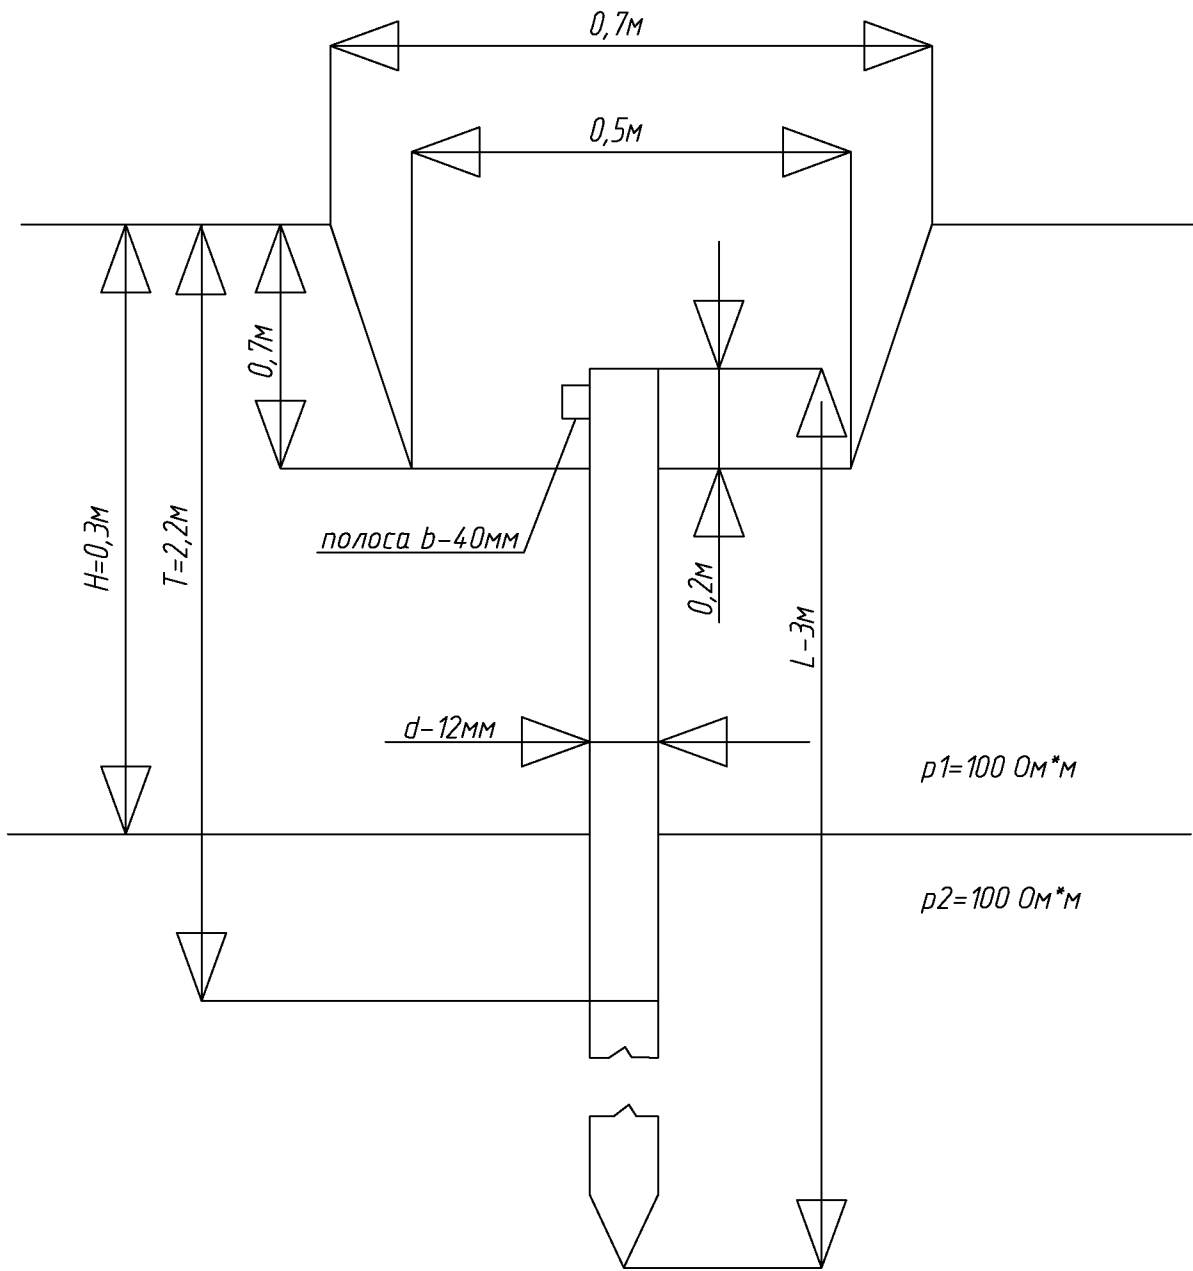 0,7м
0,5м
0,7м
H=0,3м
T=2,2м
полоса b-40мм
0,2м
L-3м
d-12мм
p1=100 Ом*м
p2=100 Ом*м